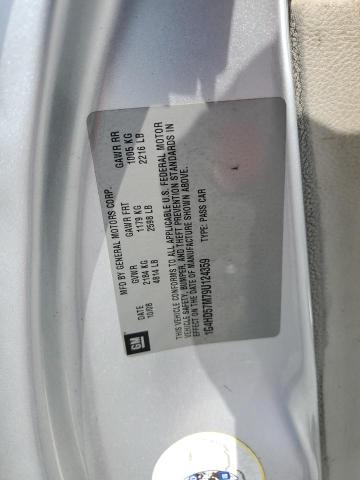 MFD BY GENERAL MOTORS CORP.
DATE GVWR GAWR FRT GAWR RR
10/08 2184 KG 1179 KG 1005 KG
4814 LB 2598 LB 2216 LB
THIS VEHICLE CONFORMS TO ALL APPLICABLE U.S. FEDERAL MOTOR
VEHICLE SAFETY, BUMPER, AND THEFT PREVENTION STANDARDS IN
EFFECT ON THE DATE OF MANUFACTURE SHOWN ABOVE.
1G4HD57M79U124359 TYPE: PASS CAR
GM